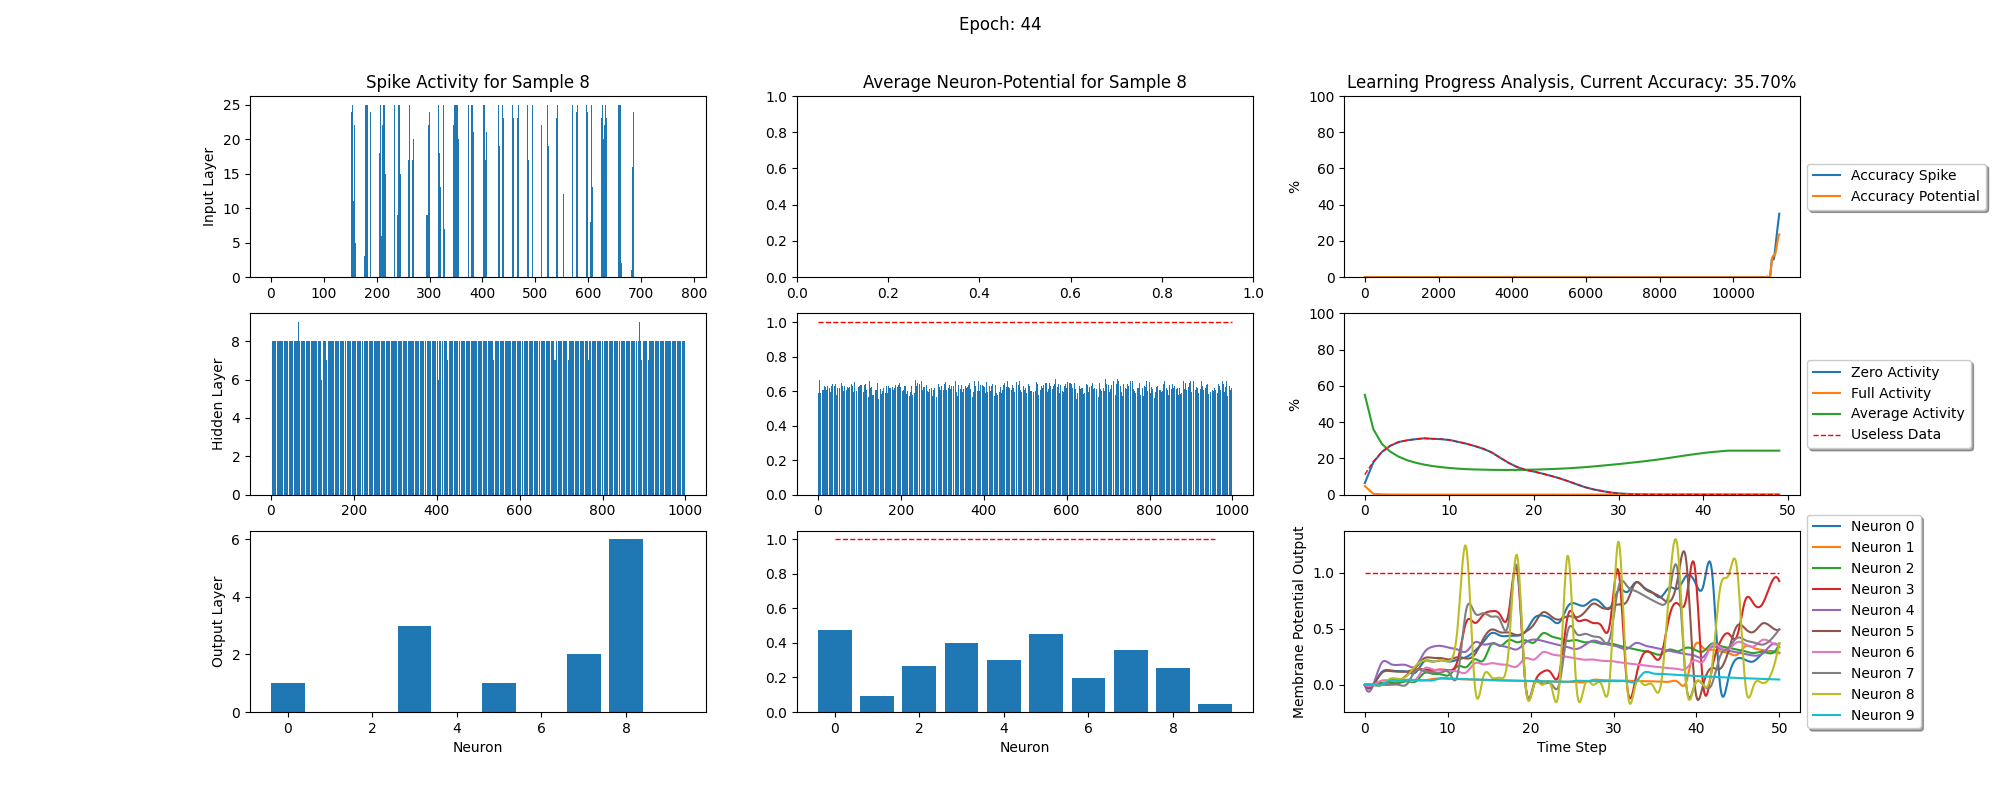 Epoch: 44
Spike Activity for Sample 8
Average Neuron-Potential for Sample 8
Learning Progress Analysis, Current Accuracy: 35.70%
Input Layer
25
20
15
10
5
0
0 100 200 300 400 500 600 700 800
1.0
0.8
0.6
0.4
0.2
0.0
0.0 0.2 0.4 0.6 0.8 1.0
%
100
80
60
40
20
0
0 2000 4000 6000 8000 10000
Accuracy Spike
Accuracy Potential
Hidden Layer
8
6
4
2
0
0 200 400 600 800 1000
1.0
0.8
0.6
0.4
0.2
0.0
0 200 400 600 800 1000
%
100
80
60
40
20
0
0 10 20 30 40 50
Zero Activity
Full Activity
Average Activity
Useless Data
Output Layer
6
4
2
0
0 2 4 6 8
Neuron
1.0
0.8
0.6
0.4
0.2
0.0
0 2 4 6 8
Neuron
Membrane Potential Output
1.0
0.5
0.0
0 10 20 30 40 50
Time Step
Neuron 0
Neuron 1
Neuron 2
Neuron 3
Neuron 4
Neuron 5
Neuron 6
Neuron 7
Neuron 8
Neuron 9